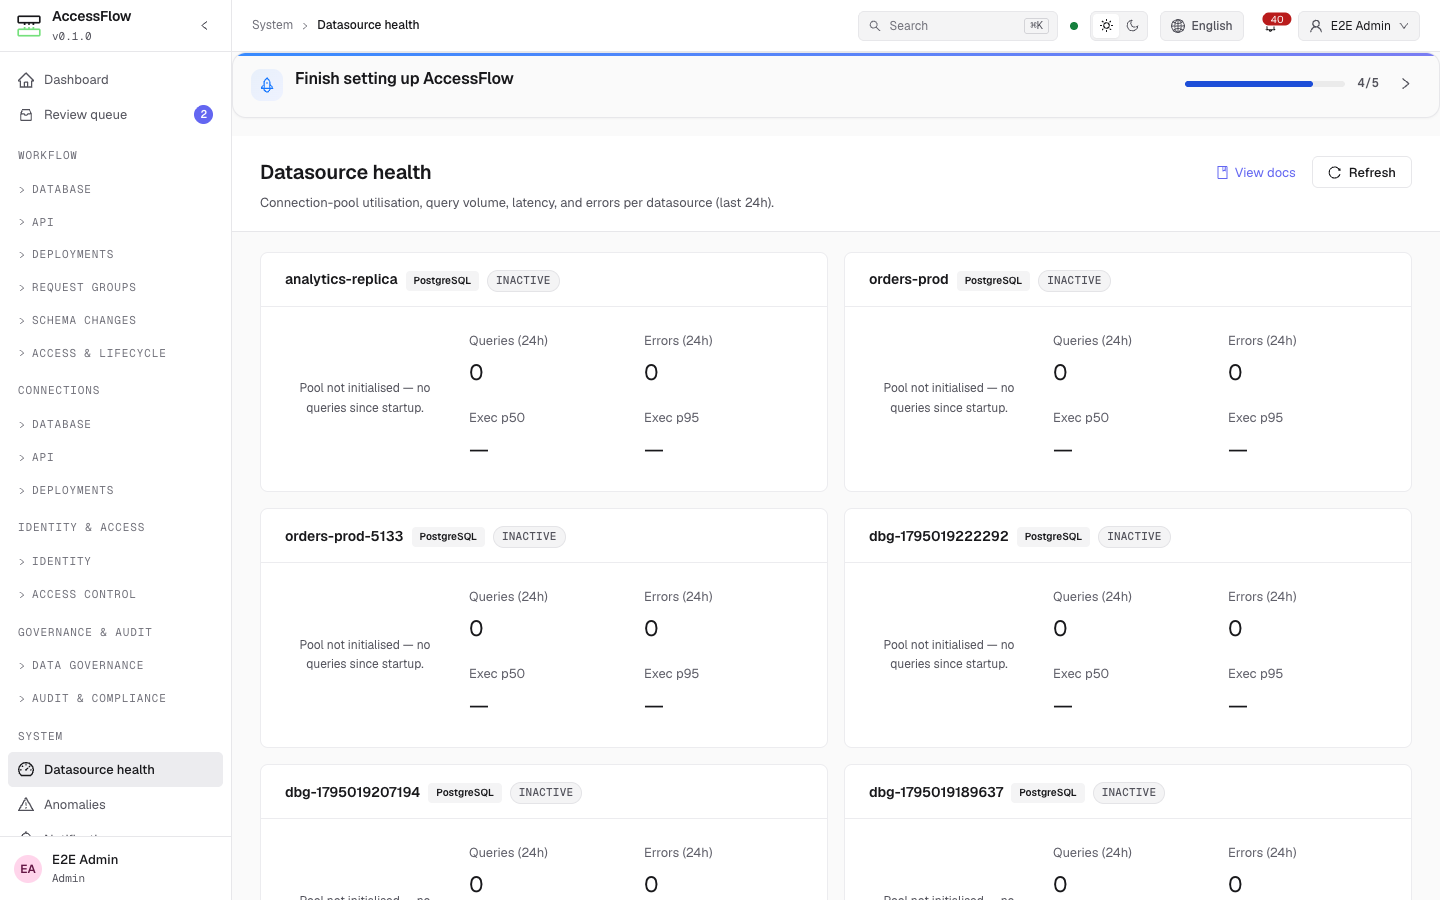 AccessFlow
v0.1.0
System
Datasource health
Search
⌘K
English
40
E2E Admin
Dashboard
Review queue
2
WORKFLOW
DATABASE
API
DEPLOYMENTS
REQUEST GROUPS
SCHEMA CHANGES
ACCESS & LIFECYCLE
CONNECTIONS
DATABASE
API
DEPLOYMENTS
IDENTITY & ACCESS
IDENTITY
ACCESS CONTROL
GOVERNANCE & AUDIT
DATA GOVERNANCE
AUDIT & COMPLIANCE
SYSTEM
Datasource health
Anomalies
EA
E2E Admin
Admin
Finish setting up AccessFlow
4/5
Datasource health
Connection-pool utilisation, query volume, latency, and errors per datasource (last 24h).
View docs
Refresh
analytics-replica PostgreSQL INACTIVE
Pool not initialised — no
queries since startup.
Queries (24h)
0
Errors (24h)
0
Exec p50
—
Exec p95
—
orders-prod PostgreSQL INACTIVE
Pool not initialised — no
queries since startup.
Queries (24h)
0
Errors (24h)
0
Exec p50
—
Exec p95
—
orders-prod-5133 PostgreSQL INACTIVE
Pool not initialised — no
queries since startup.
Queries (24h)
0
Errors (24h)
0
Exec p50
—
Exec p95
—
dbg-1795019222292 PostgreSQL INACTIVE
Pool not initialised — no
queries since startup.
Queries (24h)
0
Errors (24h)
0
Exec p50
—
Exec p95
—
dbg-1795019207194 PostgreSQL INACTIVE
Queries (24h)
0
Errors (24h)
0
dbg-1795019189637 PostgreSQL INACTIVE
Queries (24h)
0
Errors (24h)
0